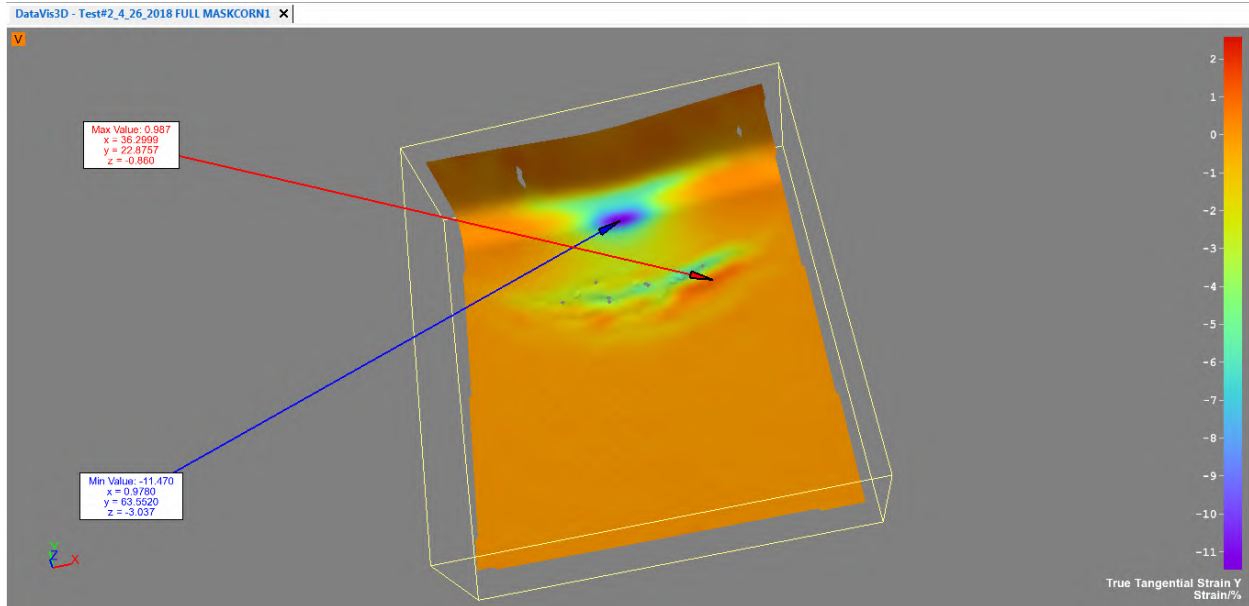 DataVis3D - Test#2_4_26_2018 FULL MASKCORN1 X
V
Max Value: 0.987
x = 36.2999
y = 22.8757
z = -0.860
Min Value: -11.470
x = 0.9780
y = 63.5520
z = -3.037
Y
Z
X
2
1
0
-1
-2
-3
-4
-5
-6
-7
-8
-9
-10
-11
True Tangential Strain Y
Strain/%